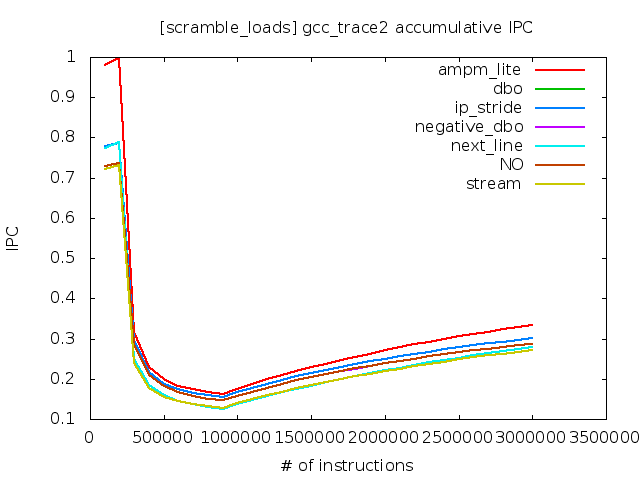 [scramble_loads] gcc_trace2 accumulative IPC
1
0.9
0.8
0.7
0.6
0.5
0.4
0.3
0.2
0.1
IPC
ampm_lite
dbo
ip_stride
negative_dbo
next_line
NO
stream
0 500000 1000000 1500000 2000000 2500000 3000000 3500000
# of instructions